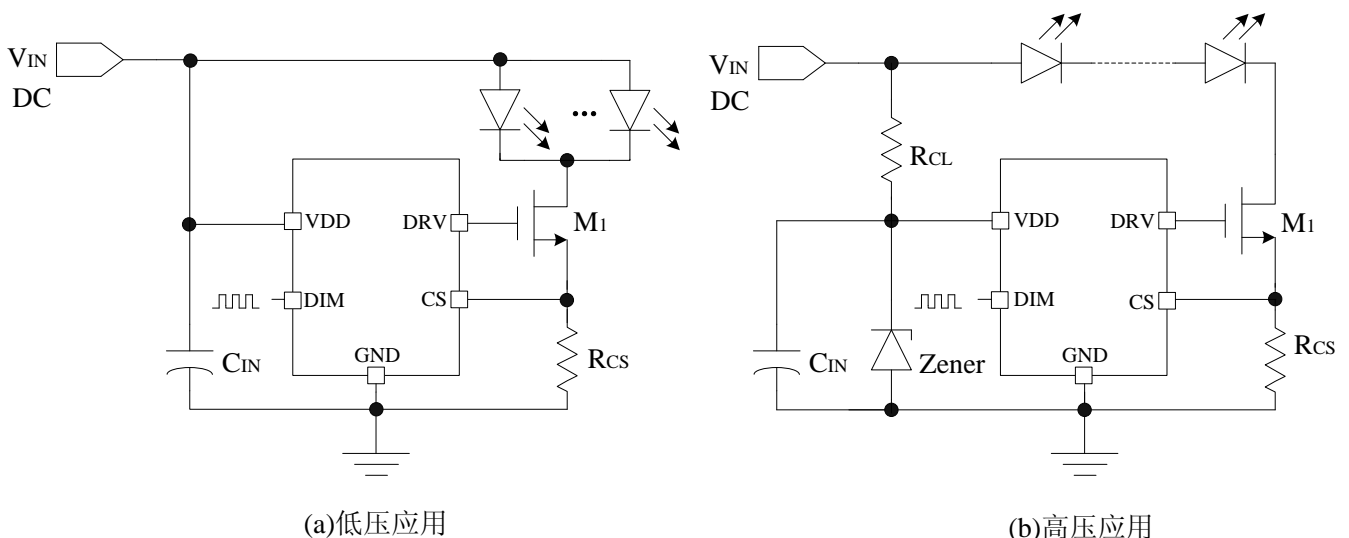 VIN
DC
VDD
DRV
M1
DIM
CS
GND
CIN
RCS
...
(a)低压应用
VIN
DC
RCL
VDD
DRV
M1
DIM
CS
GND
CIN
Zener
RCS
(b)高压应用